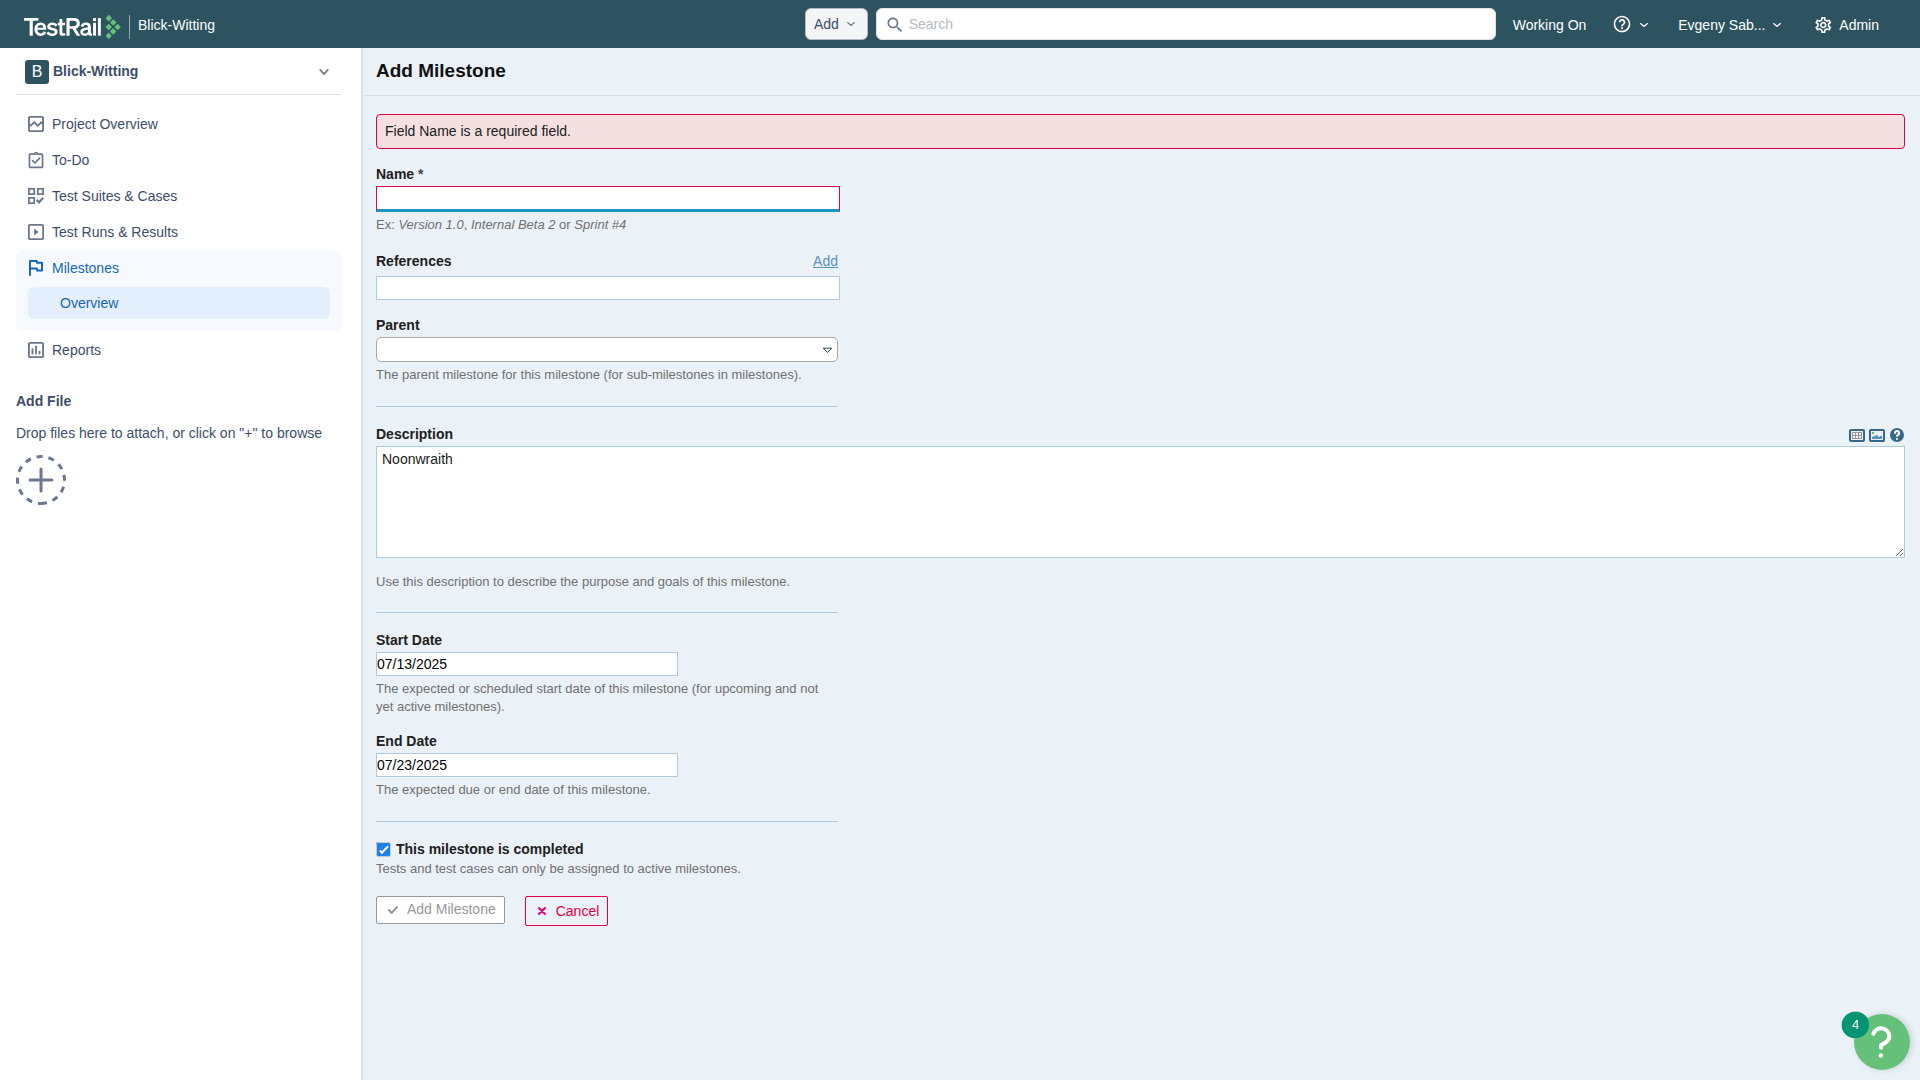 TestRail Blick-Witting Add Search Working On Evgeny Sab... Admin
B Blick-Witting
Project Overview
To-Do
Test Suites & Cases
Test Runs & Results
Milestones
Overview
Reports
Add File
Drop files here to attach, or click on "+" to browse
Add Milestone
Field Name is a required field.
Name *
Ex: Version 1.0, Internal Beta 2 or Sprint #4
References Add
Parent
The parent milestone for this milestone (for sub-milestones in milestones).
Description
Noonwraith
Use this description to describe the purpose and goals of this milestone.
Start Date
07/13/2025
The expected or scheduled start date of this milestone (for upcoming and not
yet active milestones).
End Date
07/23/2025
The expected due or end date of this milestone.
This milestone is completed
Tests and test cases can only be assigned to active milestones.
Add Milestone Cancel
4